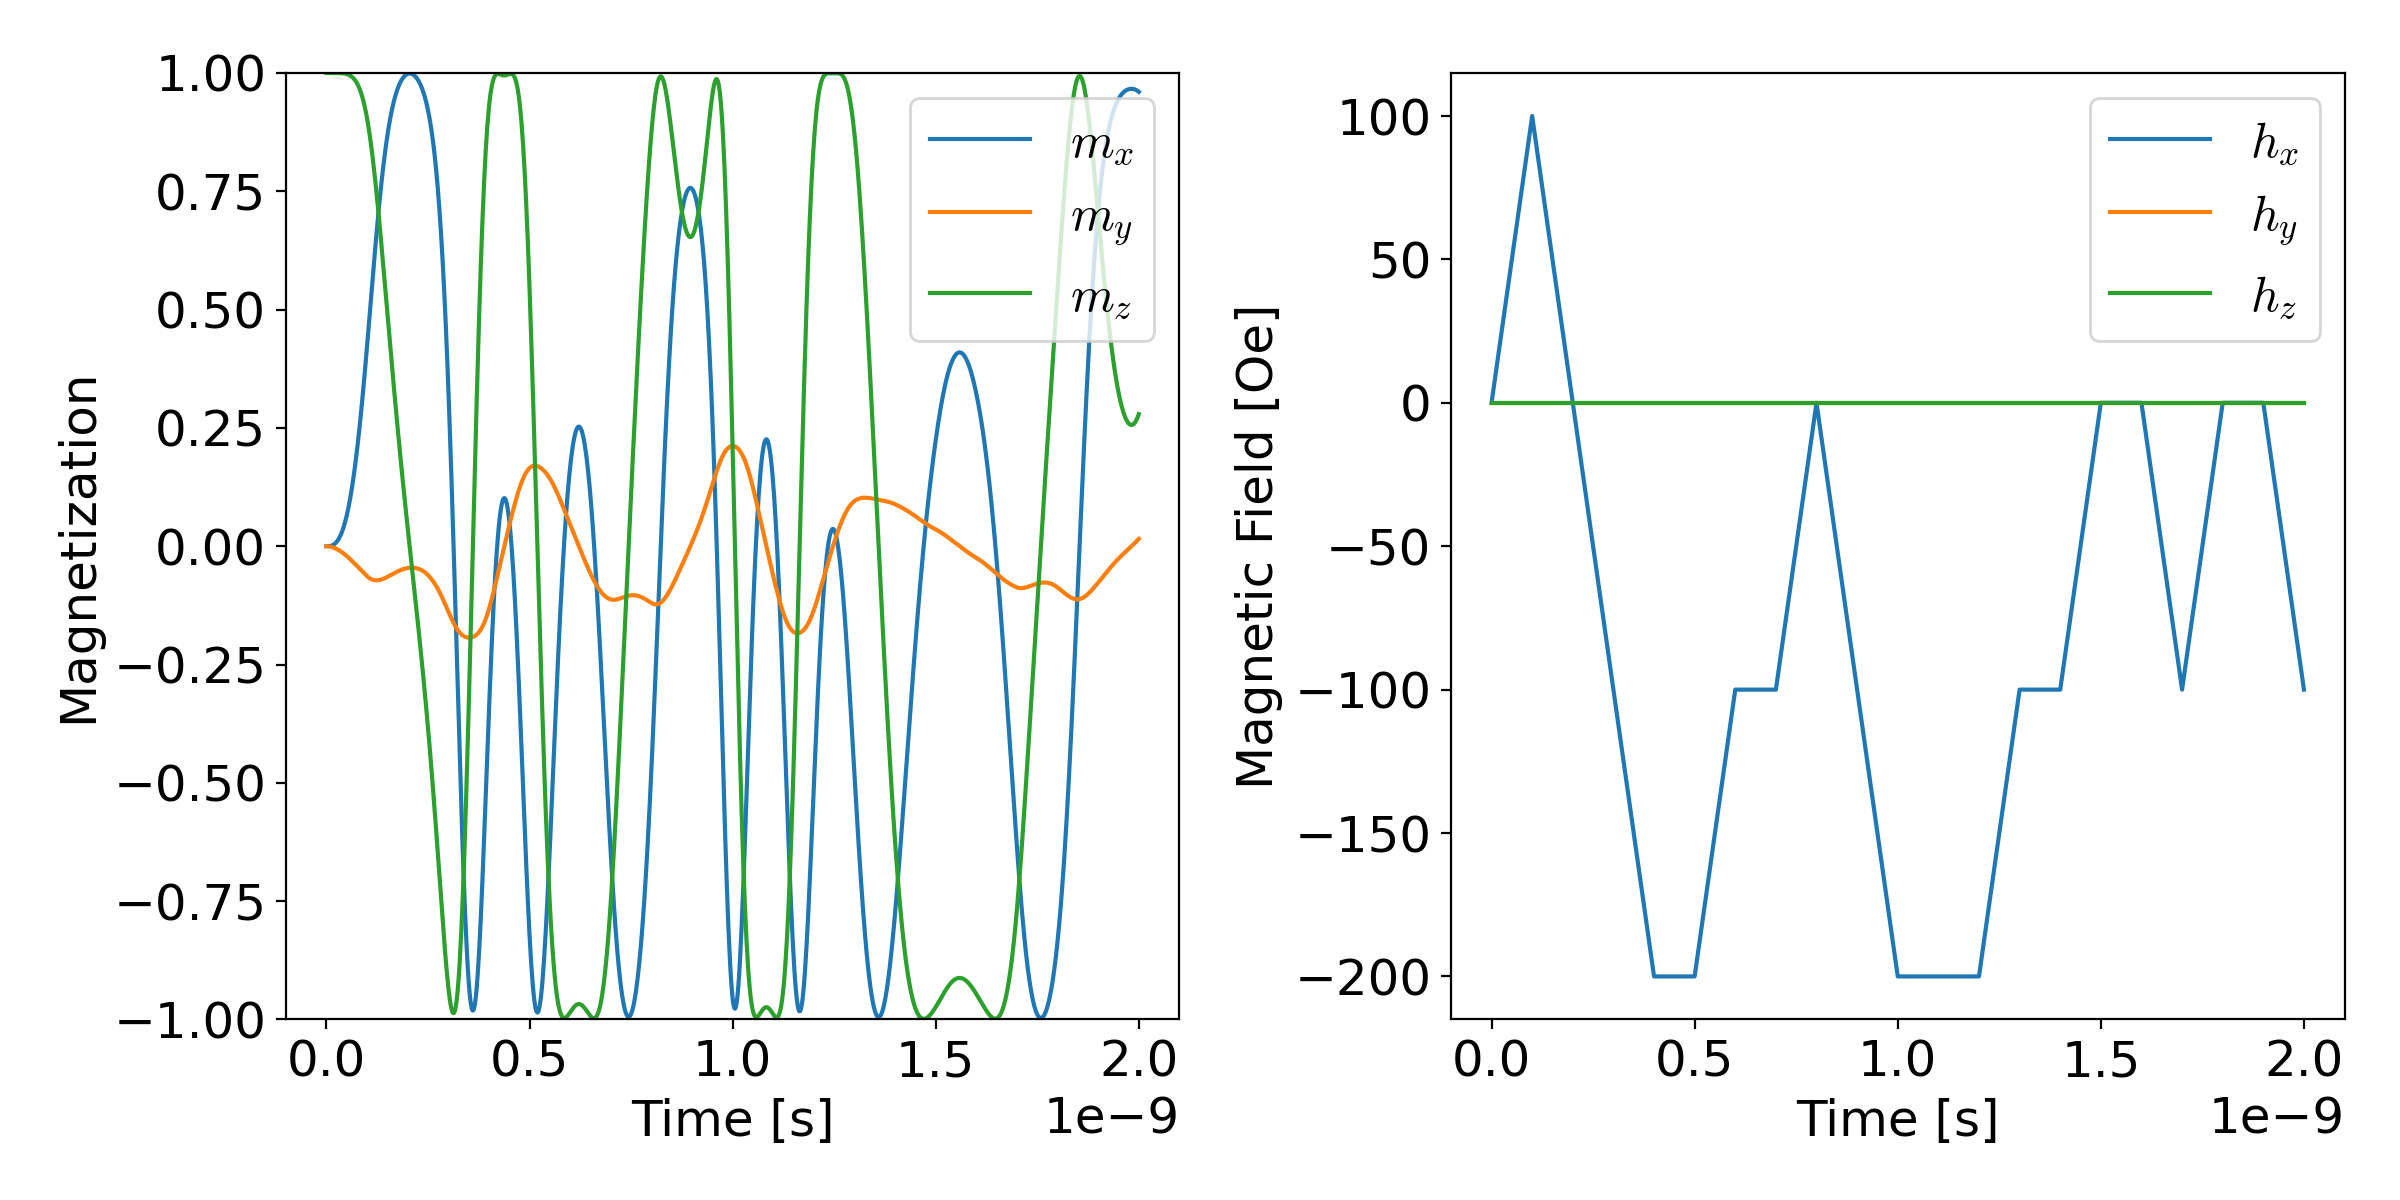 Magnetization
1.00
0.75
0.50
0.25
0.00
−0.25
−0.50
−0.75
−1.00
m_x
m_y
m_z
0.0 0.5 1.0 1.5 2.0
Time [s]
1e−9
Magnetic Field [Oe]
100
50
0
−50
−100
−150
−200
h_x
h_y
h_z
0.0 0.5 1.0 1.5 2.0
Time [s]
1e−9